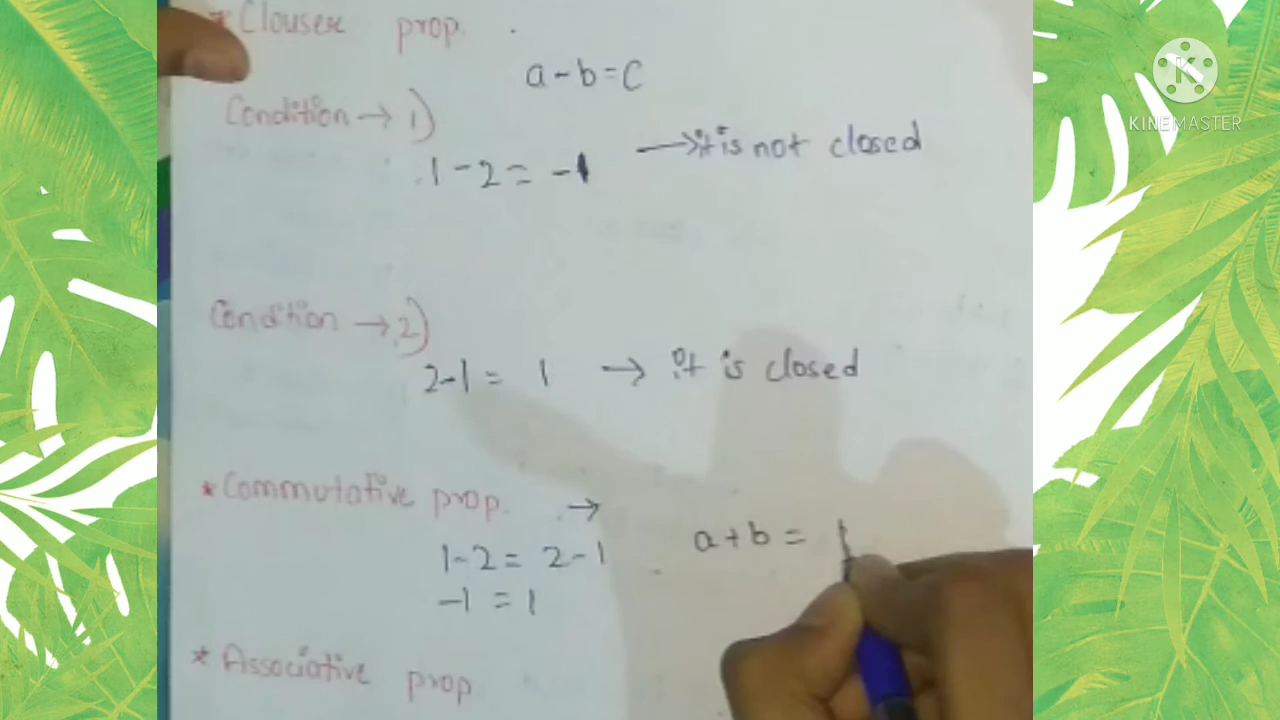 * Clouser prop.
a-b=c
Condition → 1)
1-2 = -1 → it is not closed
Condition → 2)
2-1 = 1 → it is closed
* Commutative prop. →
a+b =
1-2 = 2-1
-1 = 1
* Associative prop
K
KINEMASTER